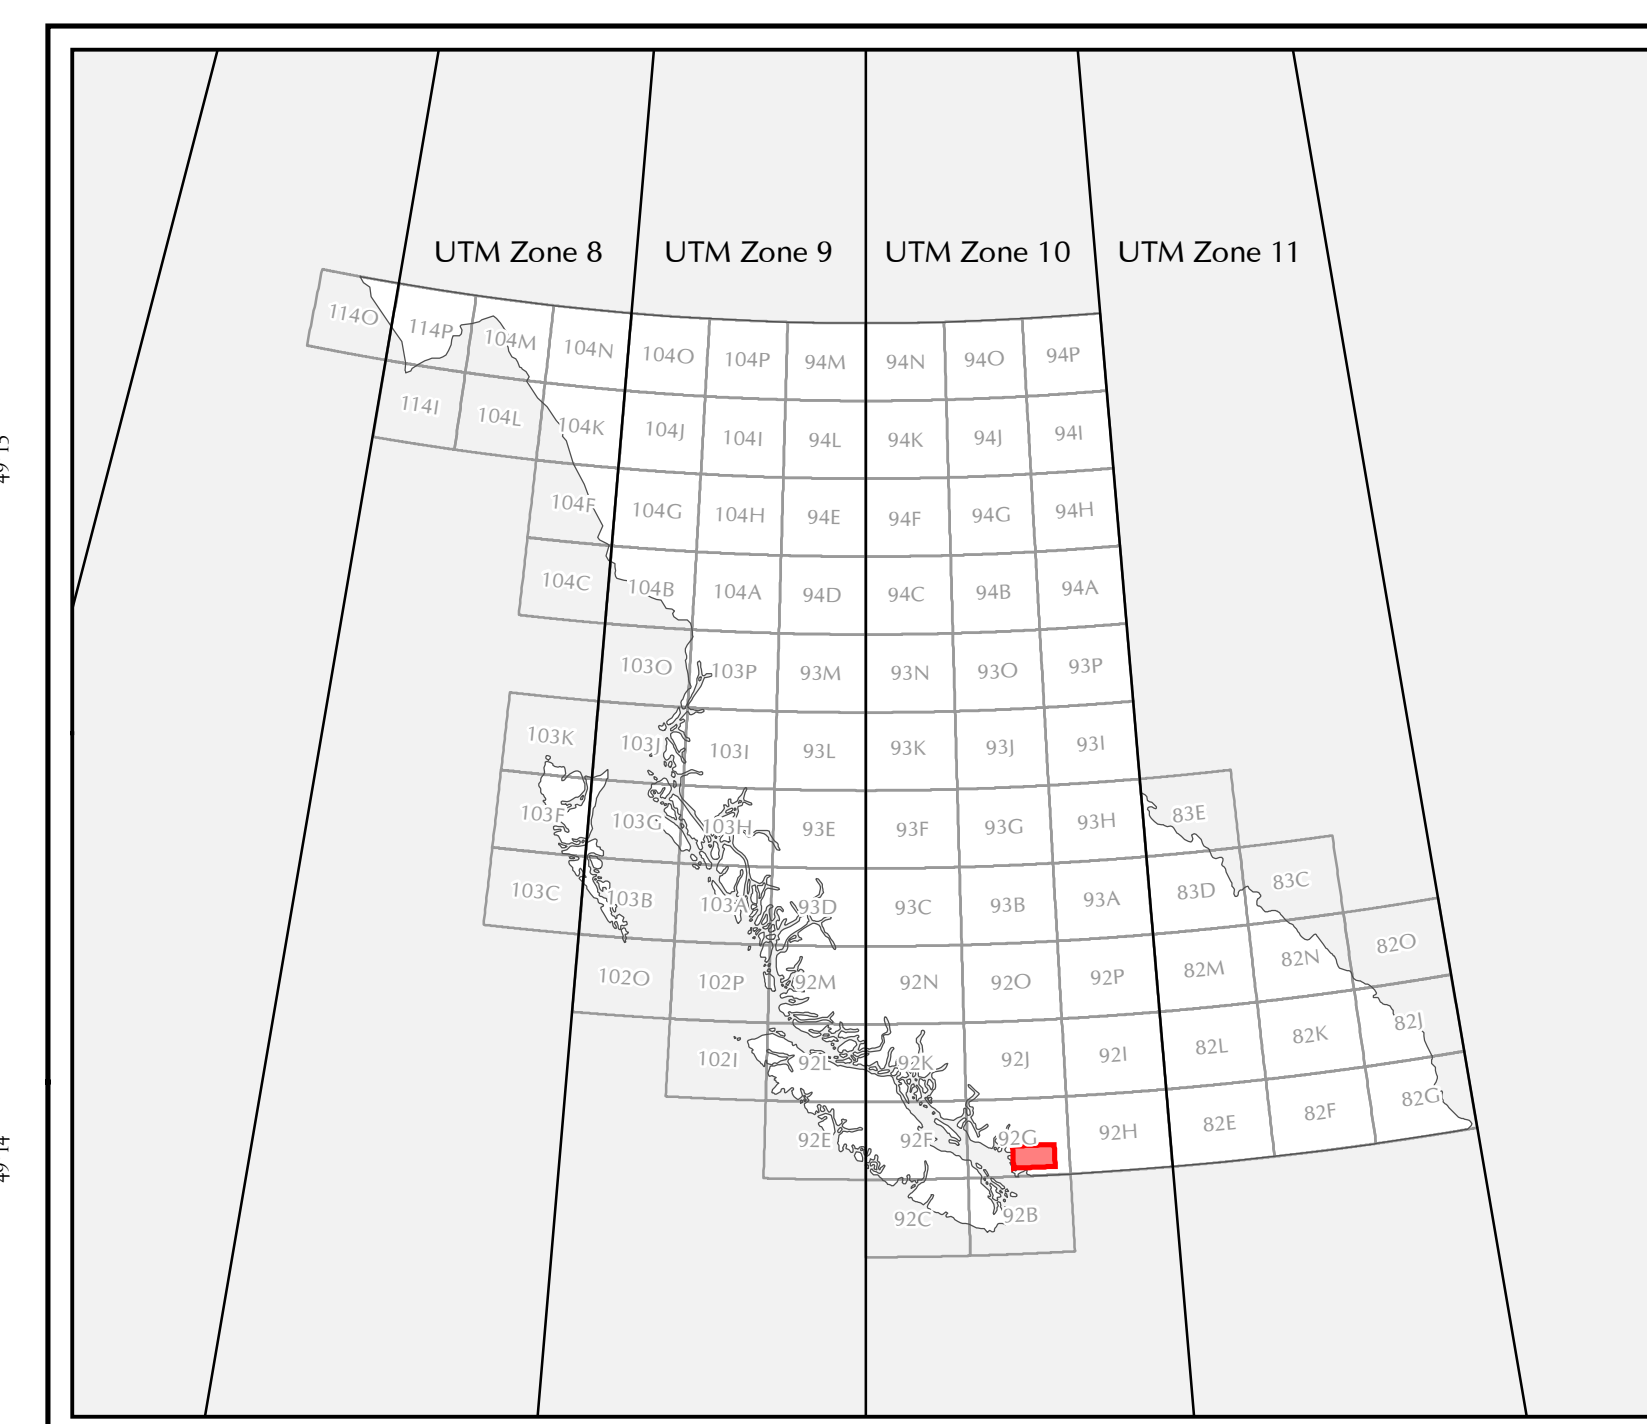 UTM Zone 8 UTM Zone 9 UTM Zone 10 UTM Zone 11
114O 114P 104M 104N 104O 104P 94M 94N 94O 94P
114I 104L 104K 104J 104I 94L 94K 94J 94I
104F 104G 104H 94E 94F 94G 94H
104C 104B 104A 94D 94C 94B 94A
103O 103P 93M 93N 93O 93P
103K 103J 103I 93L 93K 93J 93I
103F 103G 103H 93E 93F 93G 93H 83E
103C 103B 103A 93D 93C 93B 93A 83D 83C
102O 102P 92M 92N 92O 92P 82M 82N 82O
102I 92L 92K 92J 92I 82L 82K 82J
92E 92F 92G 92H 82E 82F 82G
92C 92B
49 14